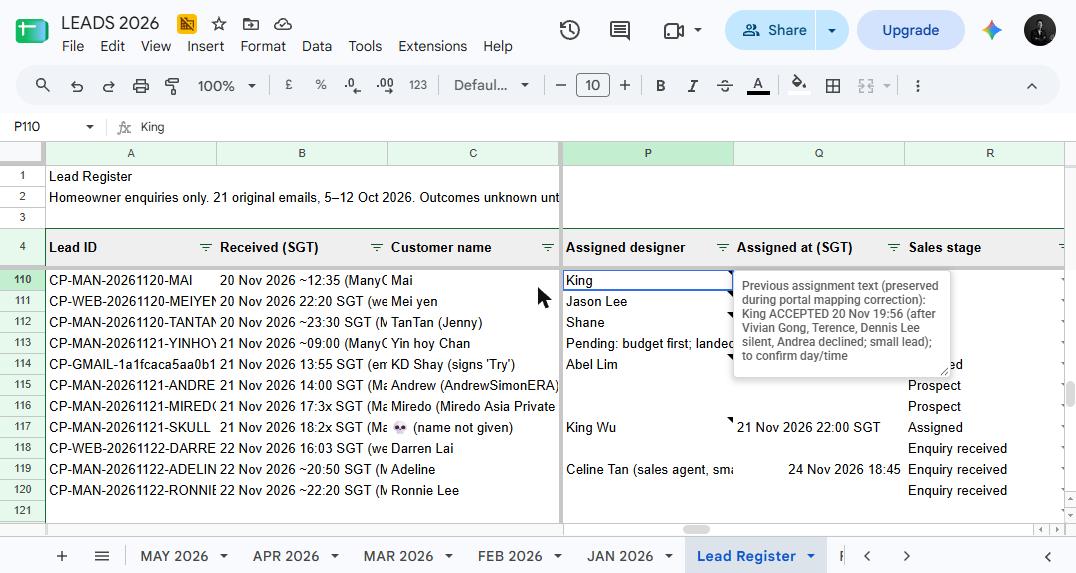 LEADS 2026
File Edit View Insert Format Data Tools Extensions Help
Share
Upgrade
100% £ % .0 .00 123 Defaul... − 10 + B I A
P110 fx King
A B C P Q R
1 Lead Register
2 Homeowner enquiries only. 21 original emails, 5–12 Oct 2026. Outcomes unknown unt
3
4 Lead ID Received (SGT) Customer name Assigned designer Assigned at (SGT) Sales stage
110 CP-MAN-20261120-MAI 20 Nov 2026 ~12:35 (ManyC Mai King
111 CP-WEB-20261120-MEIYEN 20 Nov 2026 22:20 SGT (we Mei yen Jason Lee
112 CP-MAN-20261120-TANTAN 20 Nov 2026 ~23:30 SGT (M TanTan (Jenny) Shane
113 CP-MAN-20261121-YINHOY 21 Nov 2026 ~09:00 (ManyC Yin hoy Chan Pending: budget first; landed
114 CP-GMAIL-1a1fcaca5aa0b1 21 Nov 2026 13:55 SGT (em KD Shay (signs 'Try') Abel Lim ed
115 CP-MAN-20261121-ANDRE 21 Nov 2026 14:00 SGT (Ma Andrew (AndrewSimonERA) Prospect
116 CP-MAN-20261121-MIREDO 21 Nov 2026 17:3x SGT (Ma Miredo (Miredo Asia Private Prospect
117 CP-MAN-20261121-SKULL 21 Nov 2026 18:2x SGT (Ma 💀 (name not given) King Wu 21 Nov 2026 22:00 SGT Assigned
118 CP-WEB-20261122-DARRE 22 Nov 2026 16:03 SGT (we Darren Lai Enquiry received
119 CP-MAN-20261122-ADELIN 22 Nov 2026 ~20:50 SGT (M Adeline Celine Tan (sales agent, sma 24 Nov 2026 18:45 Enquiry received
120 CP-MAN-20261122-RONNIE 22 Nov 2026 ~22:20 SGT (M Ronnie Lee Enquiry received
121
Previous assignment text (preserved
during portal mapping correction):
King ACCEPTED 20 Nov 19:56 (after
Vivian Gong, Terence, Dennis Lee
silent, Andrea declined; small lead);
to confirm day/time
MAY 2026 APR 2026 MAR 2026 FEB 2026 JAN 2026 Lead Register